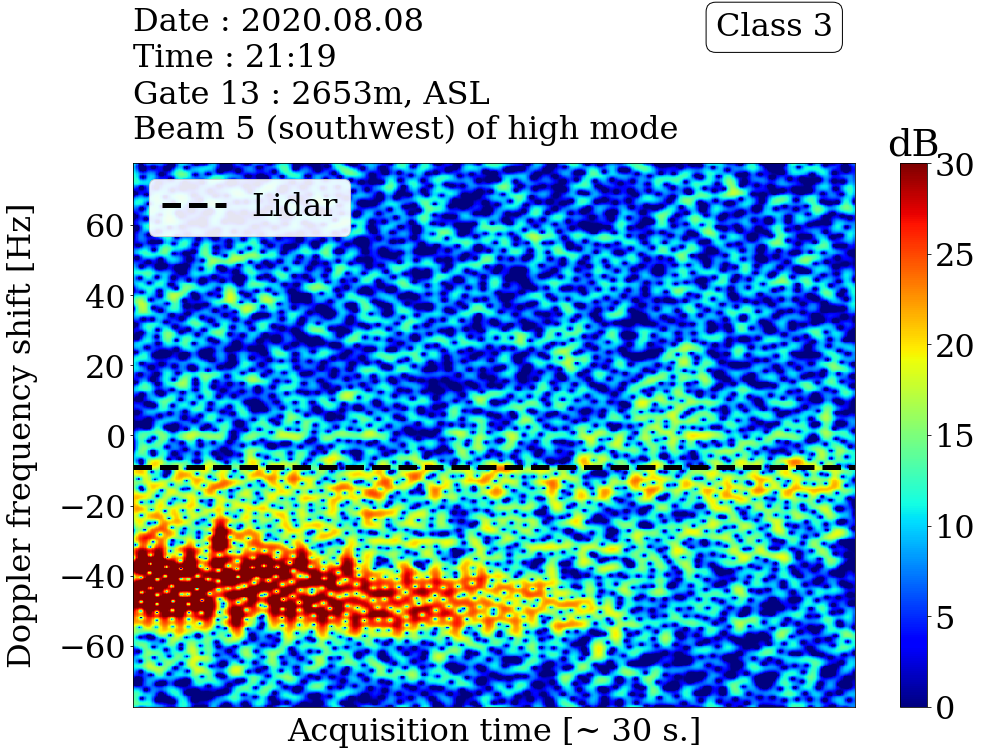 Date : 2020.08.08
Time : 21:19
Gate 13 : 2653m, ASL
Beam 5 (southwest) of high mode
Class 3
dB
Lidar
Doppler frequency shift [Hz]
60
40
20
0
−20
−40
−60
30
25
20
15
10
5
0
Acquisition time [~ 30 s.]